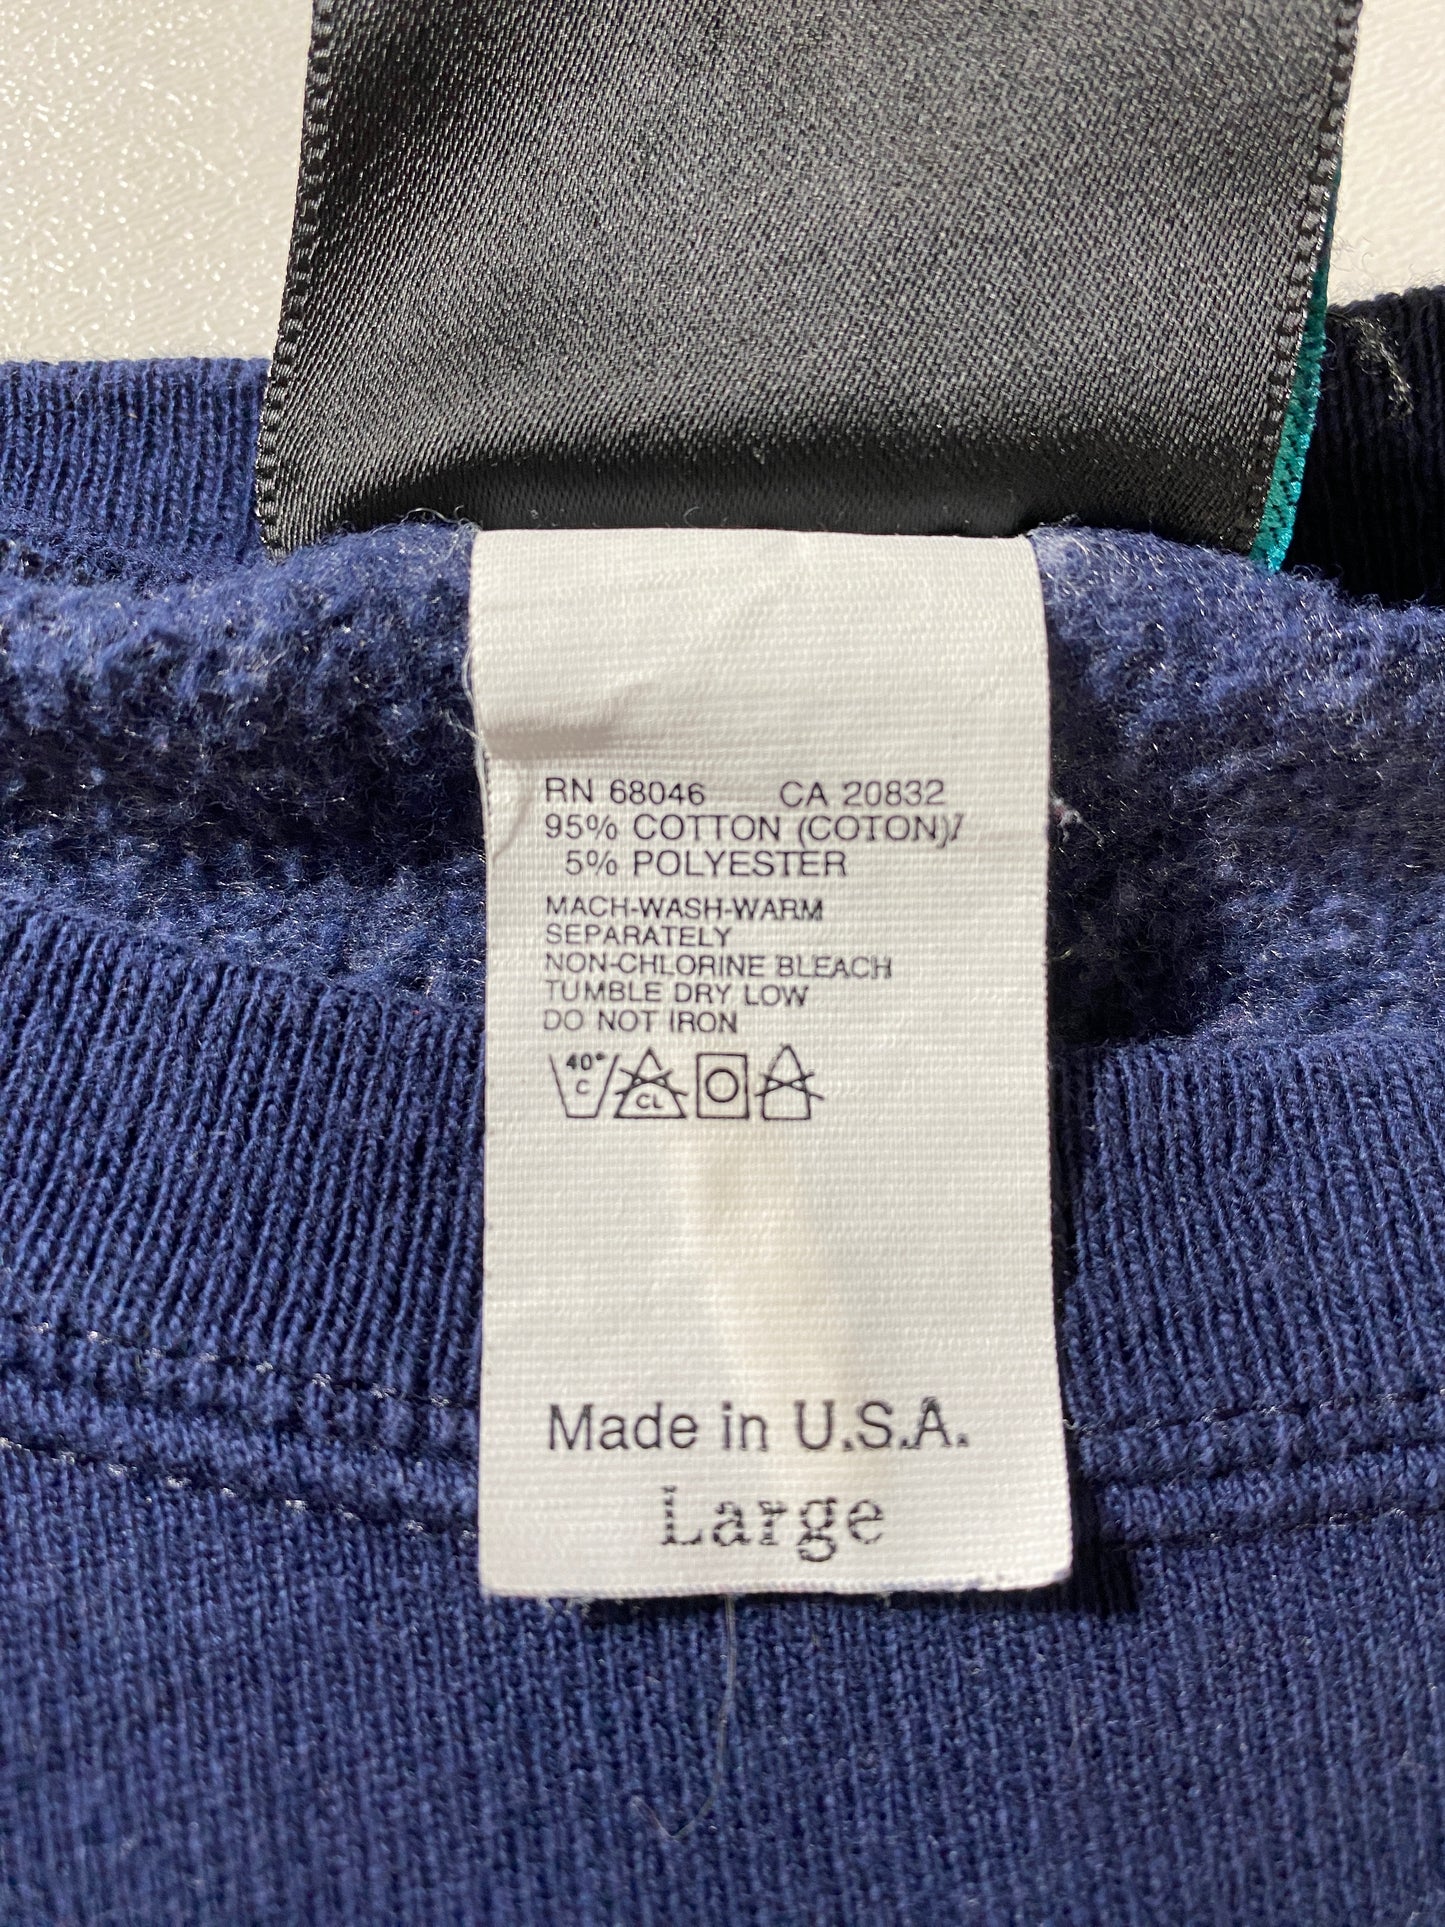 RN 68046 CA 20832
95% COTTON (COTON)/
5% POLYESTER
MACH-WASH-WARM
SEPARATELY
NON-CHLORINE BLEACH
TUMBLE DRY LOW
DO NOT IRON
40°
C
CL
Made in U.S.A.
Large